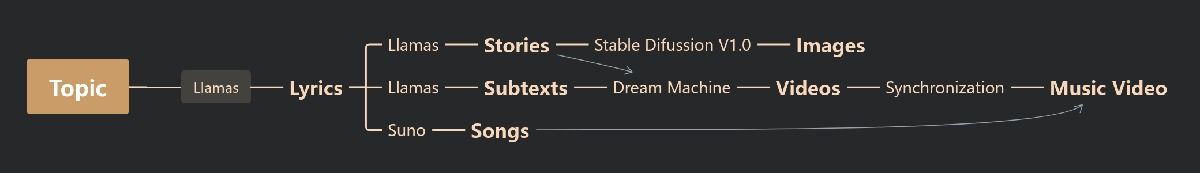 Llamas Stories Stable Difussion V1.0 Images
Topic Llamas Lyrics Llamas Subtexts Dream Machine Videos Synchronization Music Video
Suno Songs